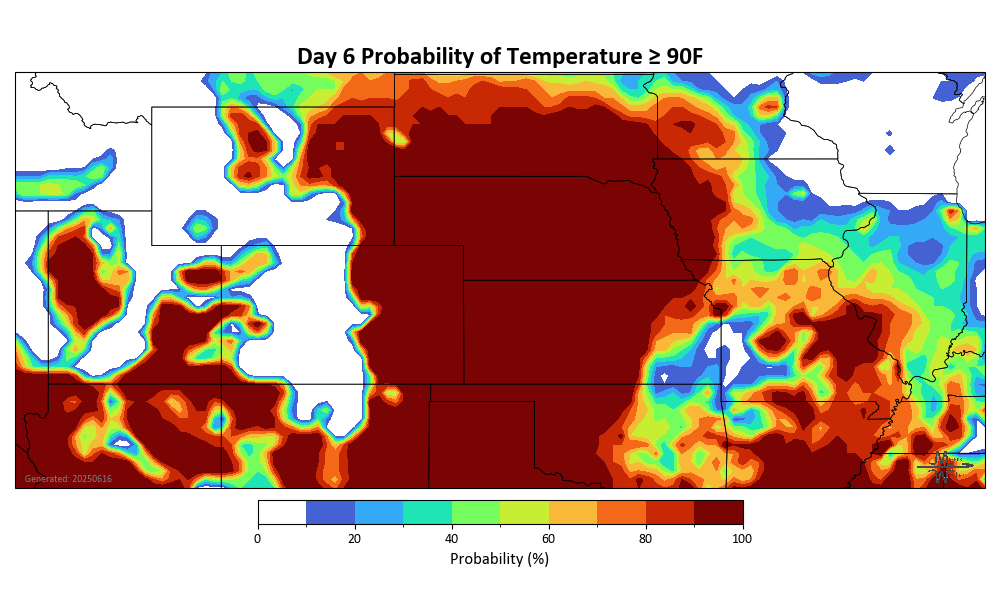 Day 6 Probability of Temperature ≥ 90F
Generated: 20250616
0 20 40 60 80 100
Probability (%)